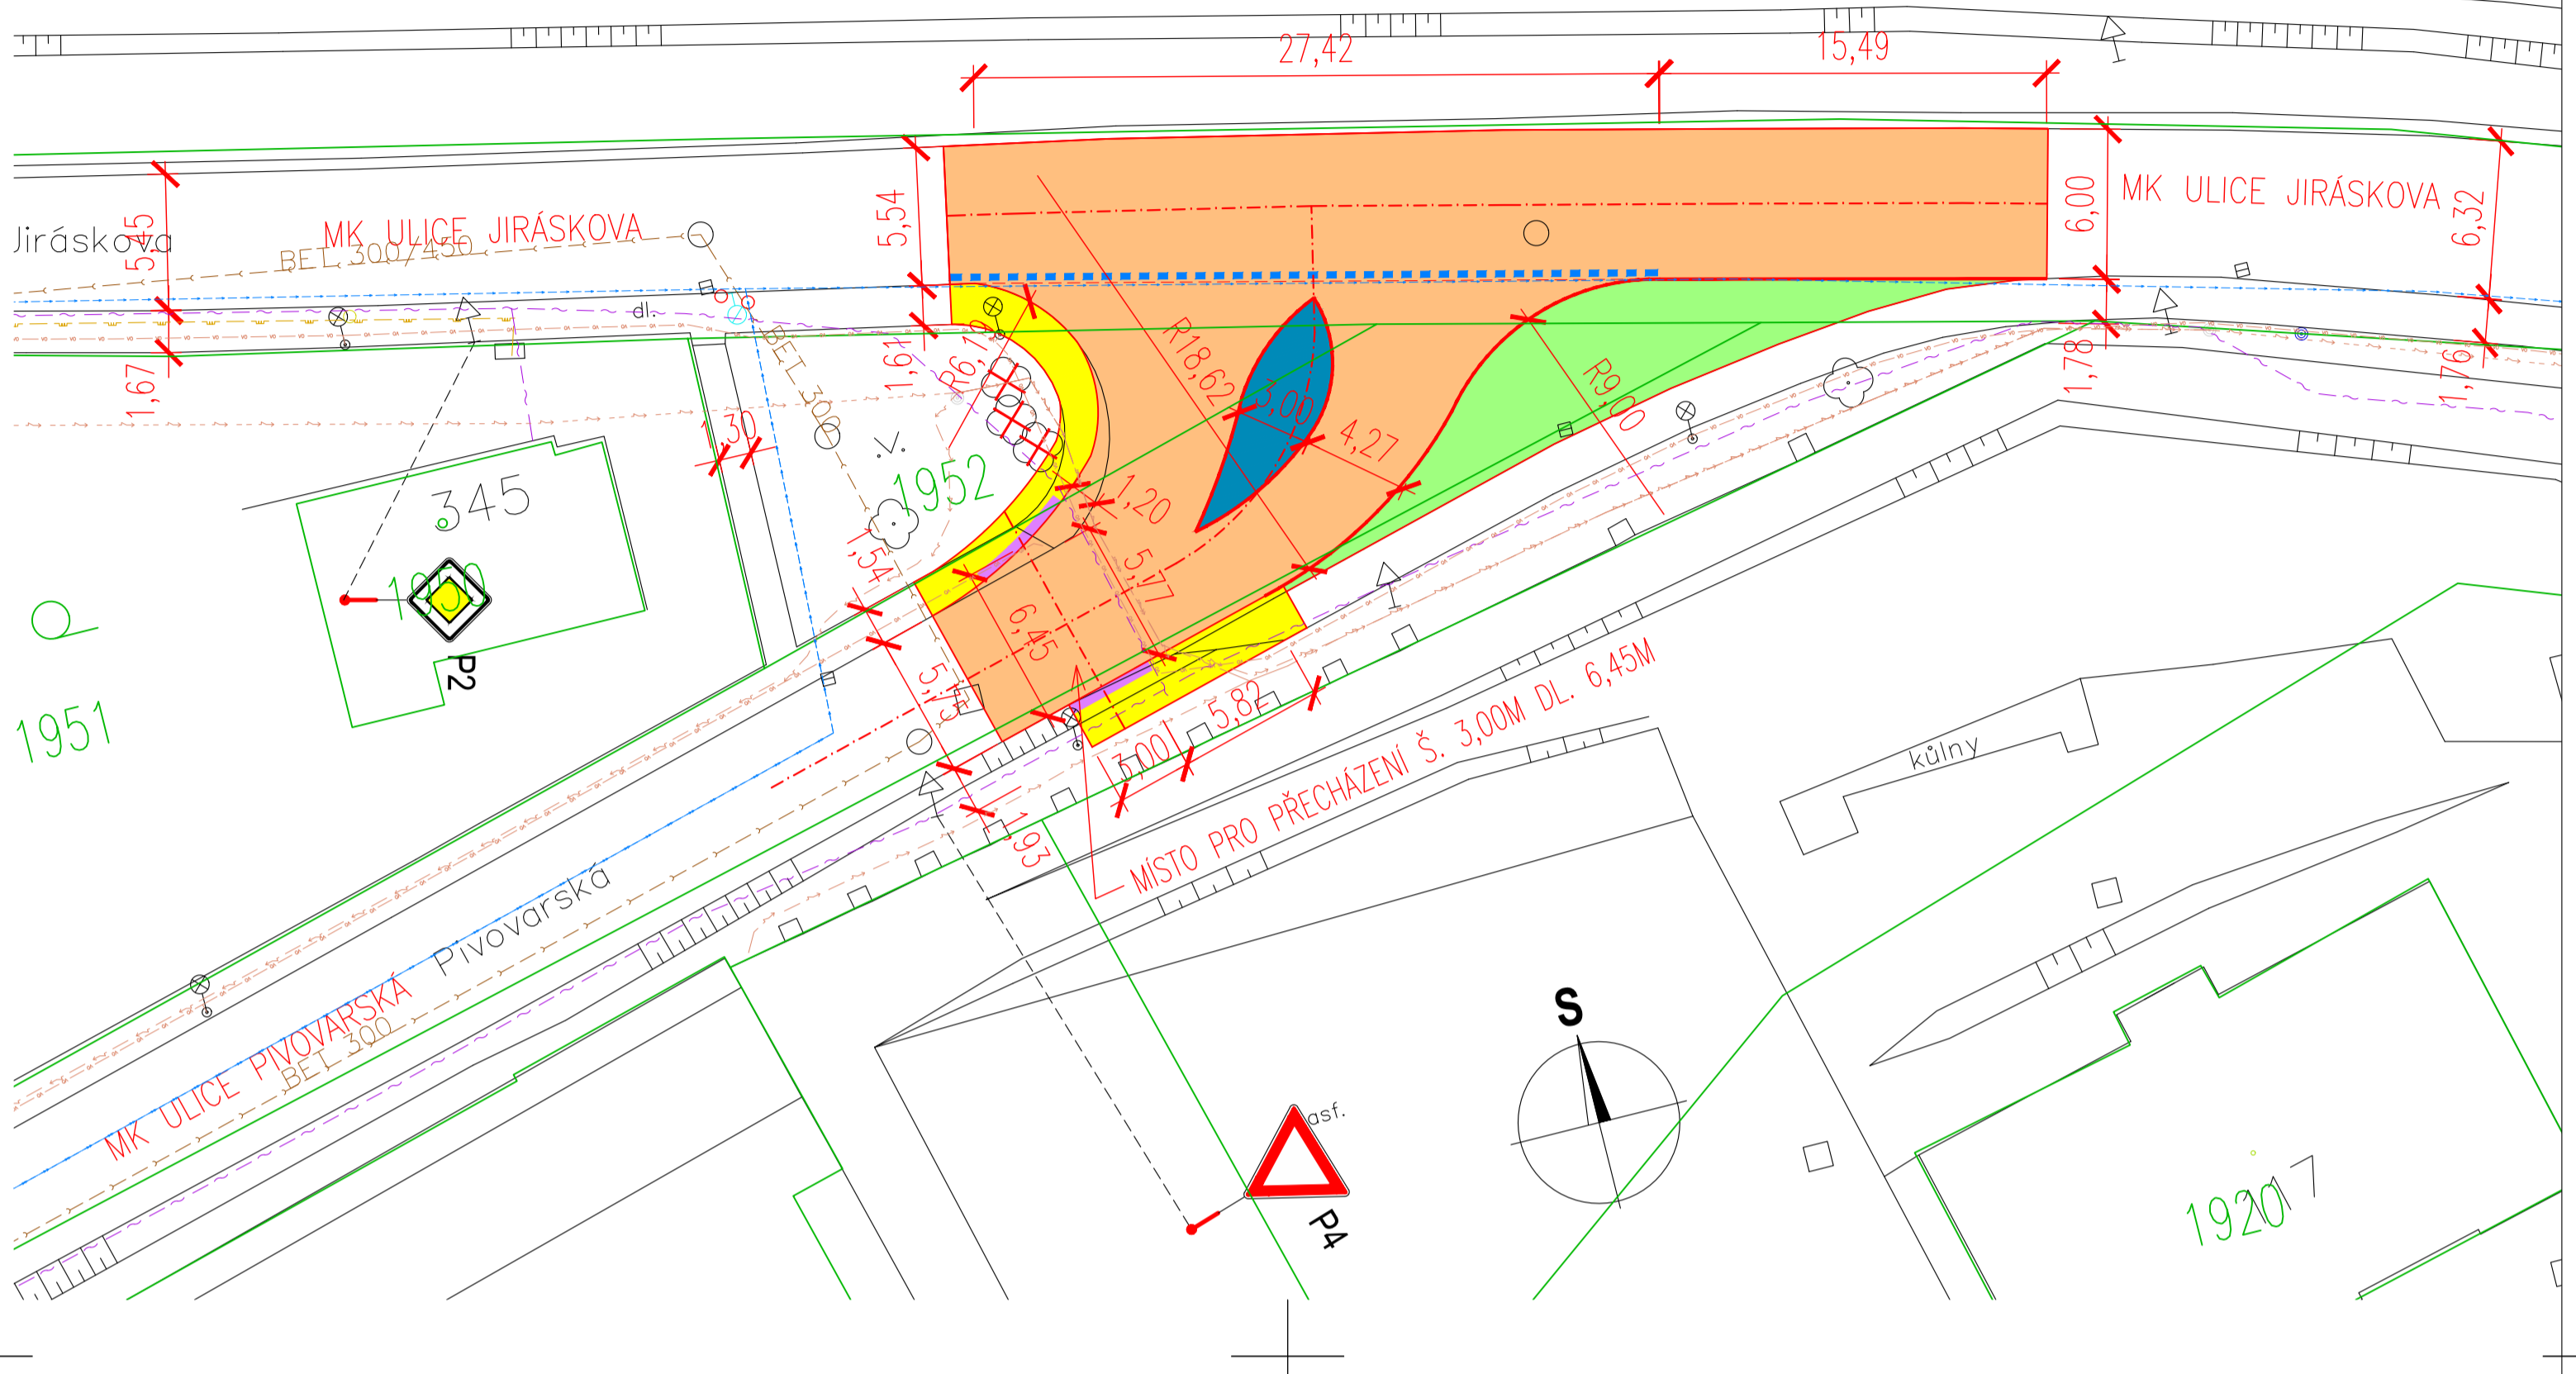 27,42
15,49
5,54
6,00
MK ULICE JIRÁSKOVA
6,32
Jiráskova
5,45
MK ULICE JIRÁSKOVA
BET 300/450
dl.
1,67
1,61
R6,12
BET 300
R18,62
3,00
4,27
R9,00
1,78
1,76
1,30
.V.
1952
345
1950
P2
1951
1,54
1,20
5,77
6,45
5,82
3,00
1,93
MÍSTO PRO PŘECHÁZENÍ Š. 3,00M DL. 6,45M
kůlny
Pivovarská
MK ULICE PIVOVARSKÁ
BET 300
S
asf.
P4
1920